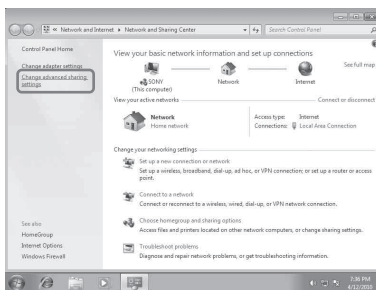 « Network and Internet ▸ Network and Sharing Center
Search Control Panel
Control Panel Home
Change adapter settings
Change advanced sharing
settings
View your basic network information and set up connections
See full map
SONY
(This computer)
Network
Internet
View your active networks
Connect or disconnect
Network
Home network
Access type: Internet
Connections: Local Area Connection
Change your networking settings
Set up a new connection or network
Set up a wireless, broadband, dial-up, ad hoc, or VPN connection; or set up a router or access
point.
Connect to a network
Connect or reconnect to a wireless, wired, dial-up, or VPN network connection.
Choose homegroup and sharing options
Access files and printers located on other network computers, or change sharing settings.
Troubleshoot problems
Diagnose and repair network problems, or get troubleshooting information.
See also
HomeGroup
Internet Options
Windows Firewall
7:36 PM
4/12/2010